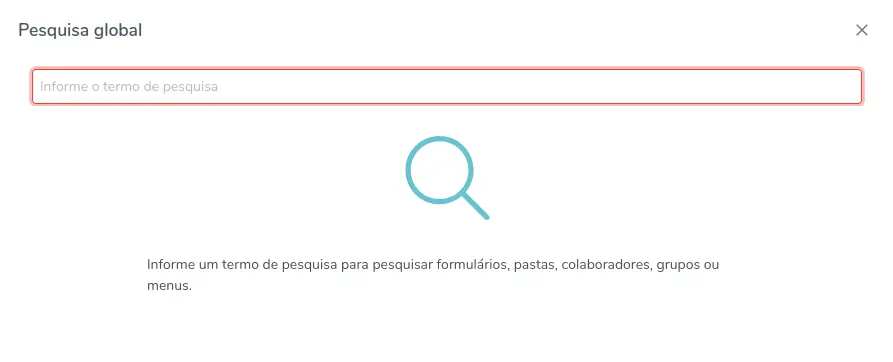 Pesquisa global
Informe o termo de pesquisa
Informe um termo de pesquisa para pesquisar formulários, pastas, colaboradores, grupos ou
menus.